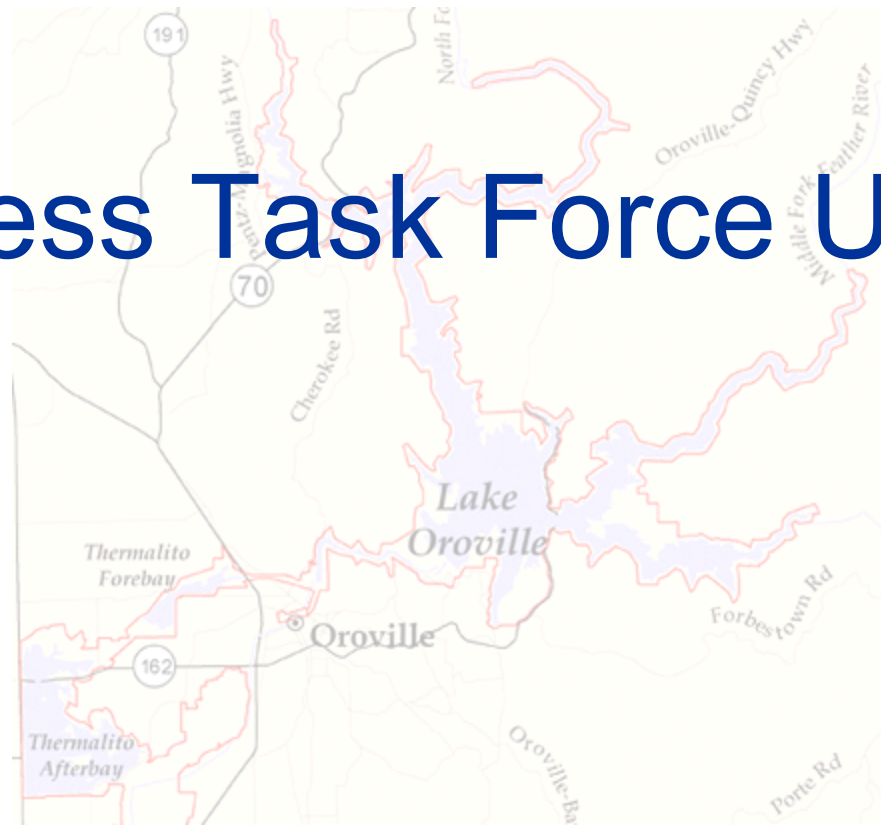 191
North Fo
Pentz-Magnolia Hwy
Oroville-Quincy Hwy
Middle Fork Feather River
ess Task Force U
70
Cherokee Rd
Lake
Oroville
Thermalito
Forebay
Forbestown Rd
Oroville
162
Thermalito
Afterbay
Oroville-Ba
Porte Rd